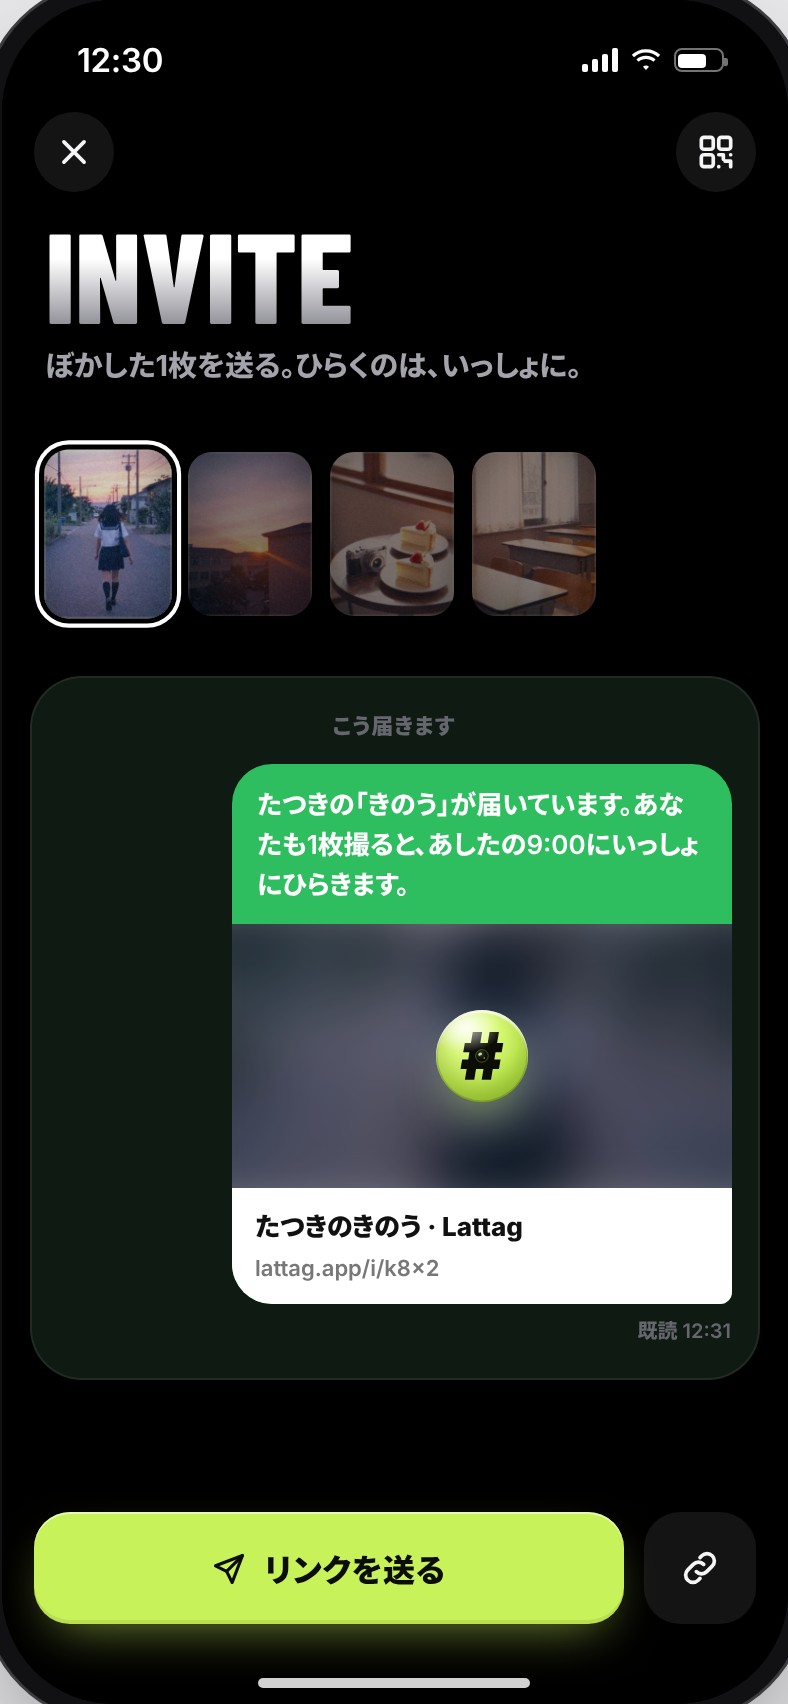 12:30
INVITE
ぼかした1枚を送る。ひらくのは、いっしょに。
こう届きます
たつきの「きのう」が届いています。あな
たも1枚撮ると、あしたの9:00にいっしょ
にひらきます。
#
たつきのきのう · Lattag
lattag.app/i/k8×2
既読 12:31
リンクを送る